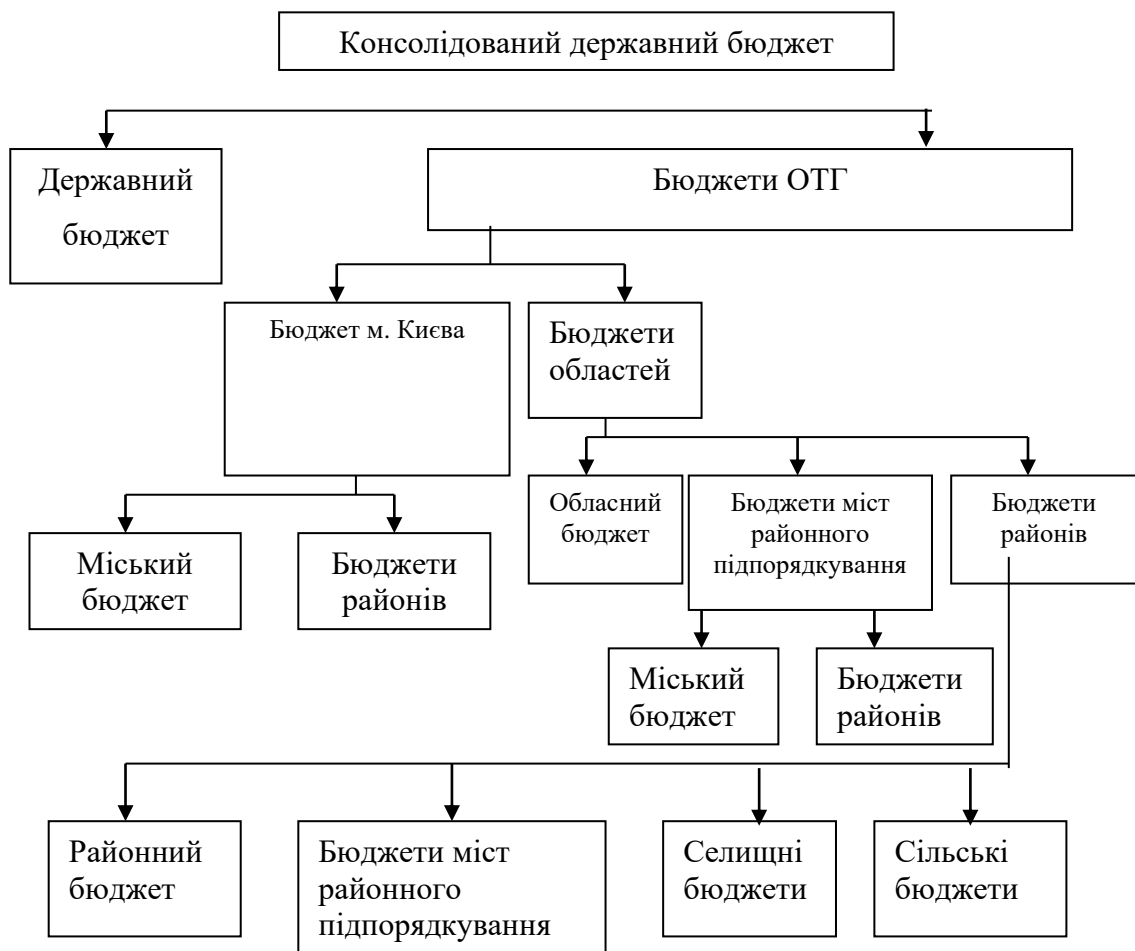 Консолідований державний бюджет
Державний
бюджет
Бюджети ОТГ
Бюджет м. Києва
Бюджети
областей
Обласний
бюджет
Бюджети міст
районного
підпорядкування
Бюджети
районів
Міський
бюджет
Бюджети
районів
Міський
бюджет
Бюджети
районів
Районний
бюджет
Бюджети міст
районного
підпорядкування
Селищні
бюджети
Сільські
бюджети